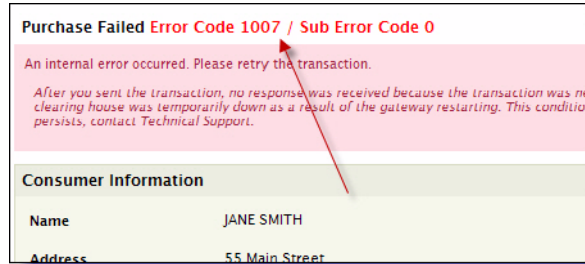 Purchase Failed Error Code 1007 / Sub Error Code 0
An internal error occurred. Please retry the transaction.
After you sent the transaction, no response was received because the transaction was
clearing house was temporarily down as a result of the gateway restarting. This
persists, contact Technical Support.
Consumer Information
Name JANE SMITH
Address 55 Main Street